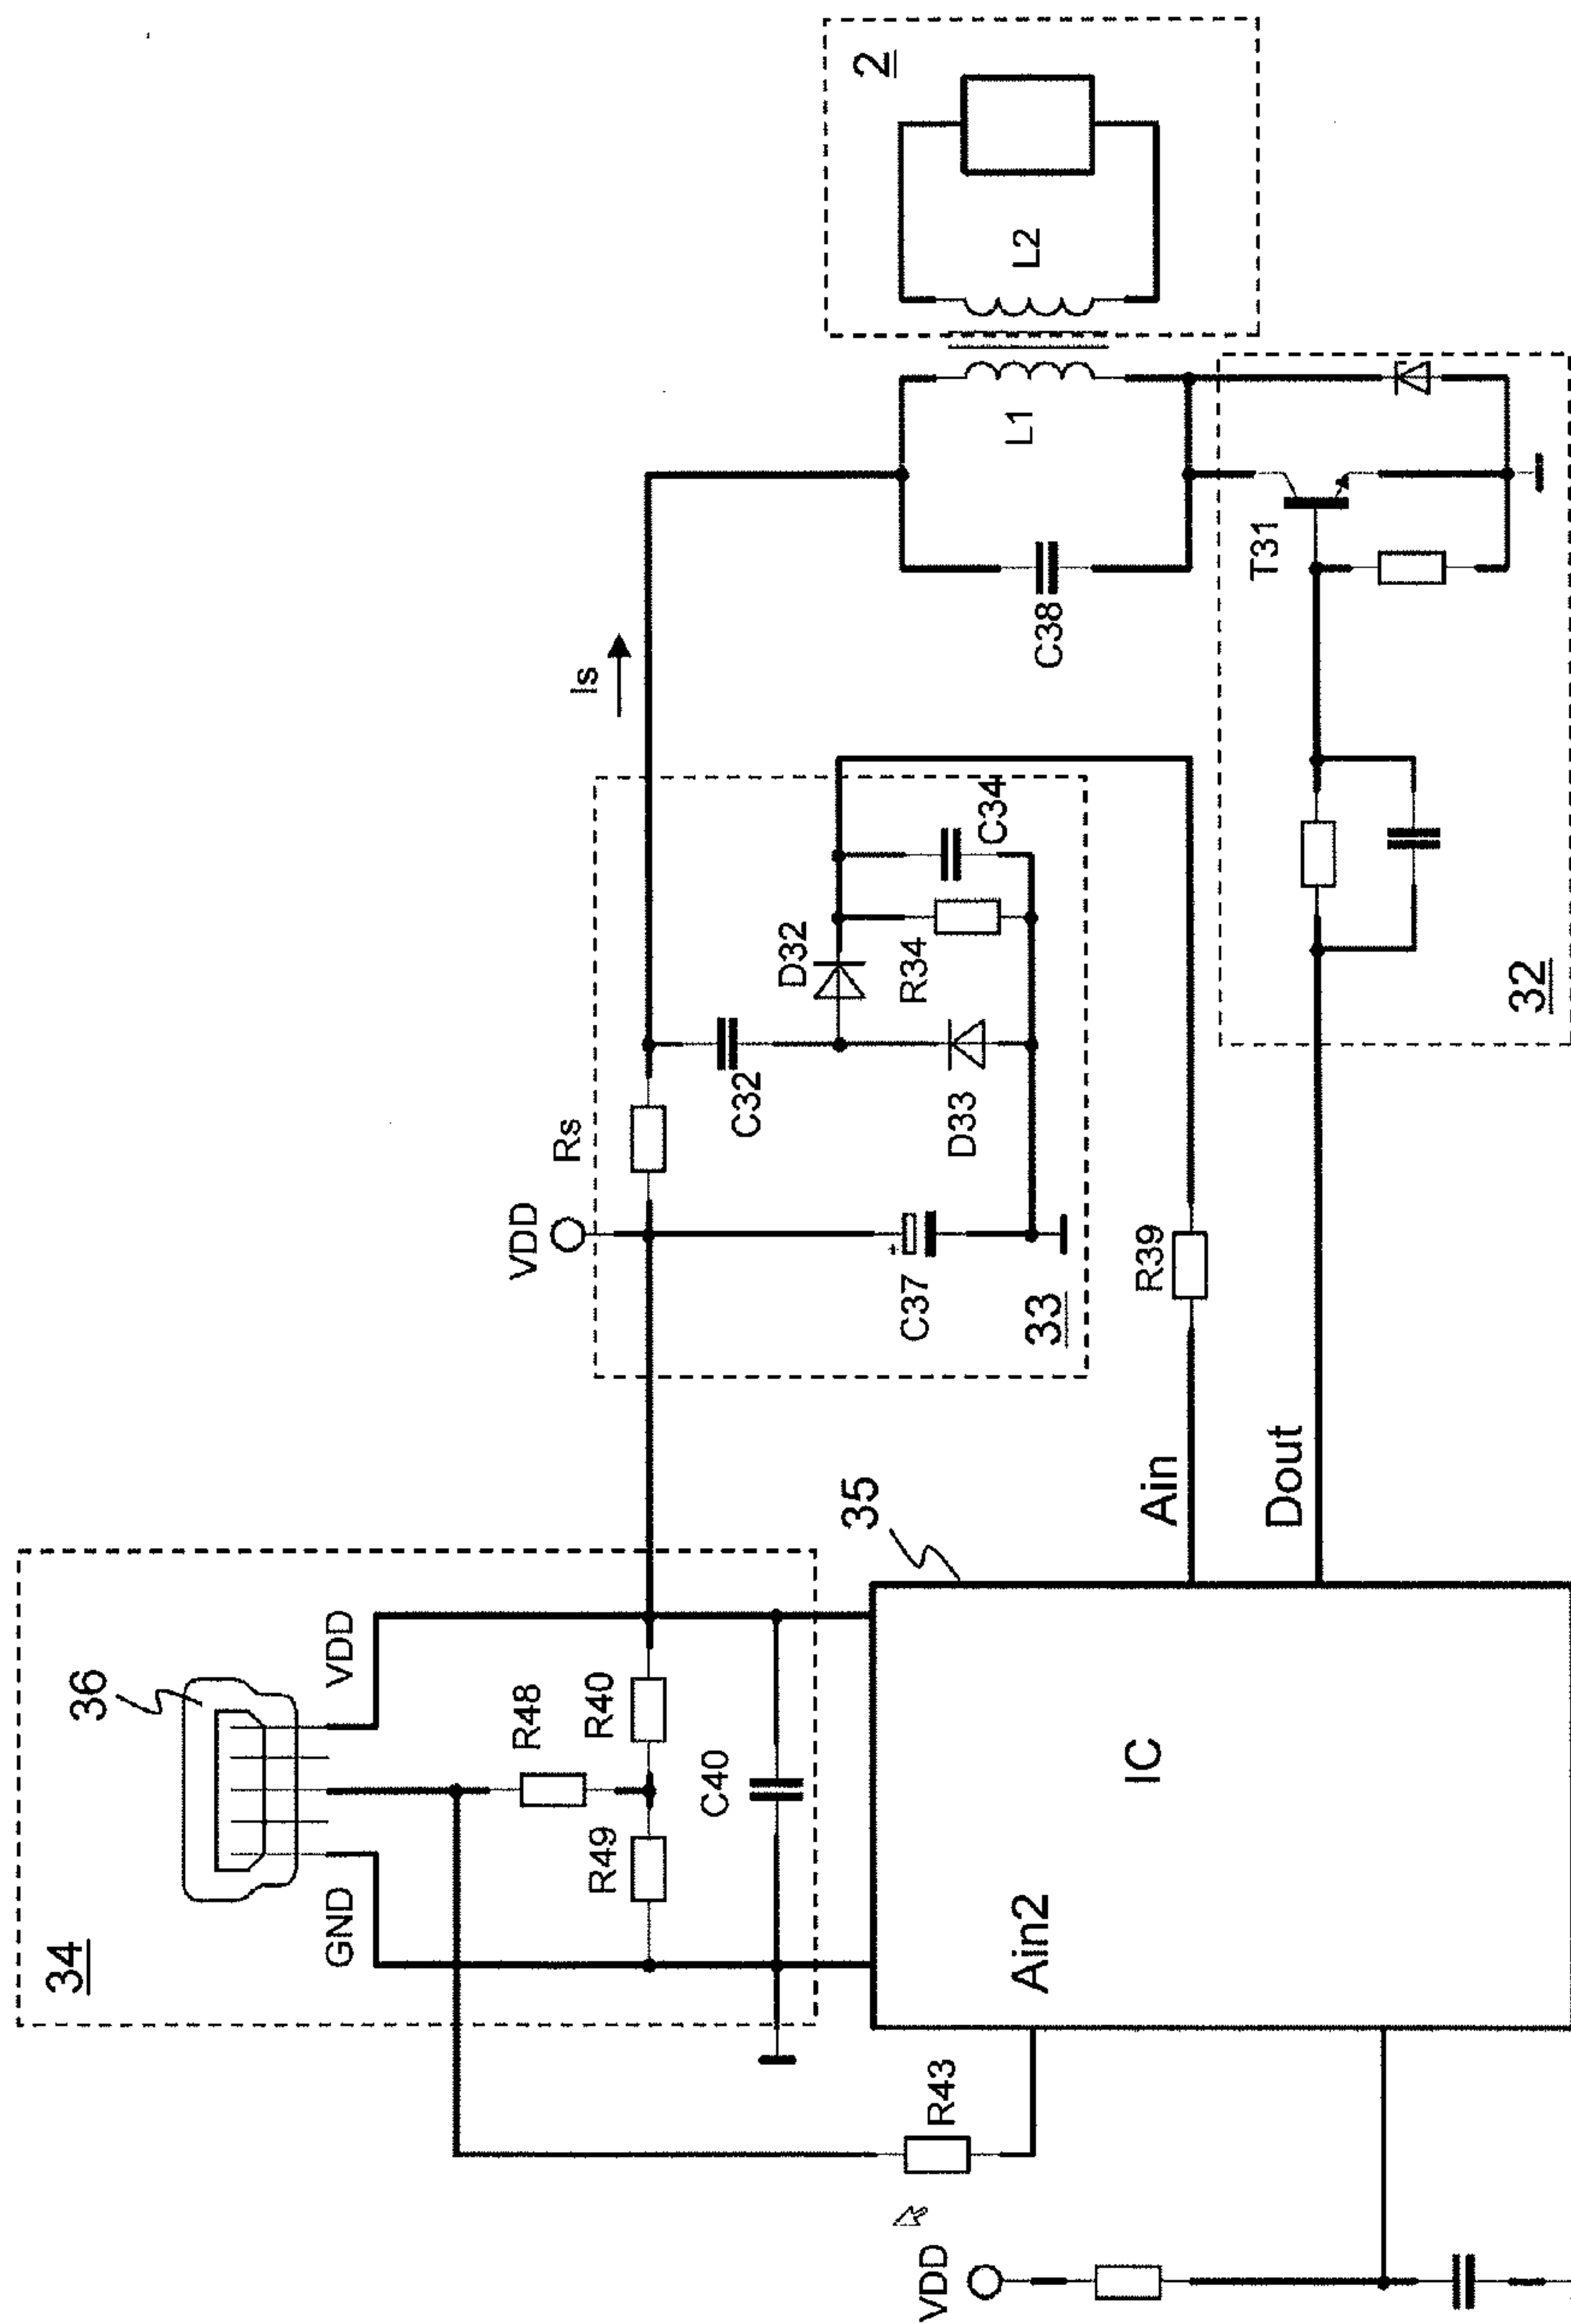 34
36
GND
VDD
R48
R49
R40
C40
R43
VDD
Ain2
IC
35
Ain
Dout
VDD
Rs
C37
33
C32
D33
D32
R34
C34
R39
Is
C38
L1
L2
2
T31
32